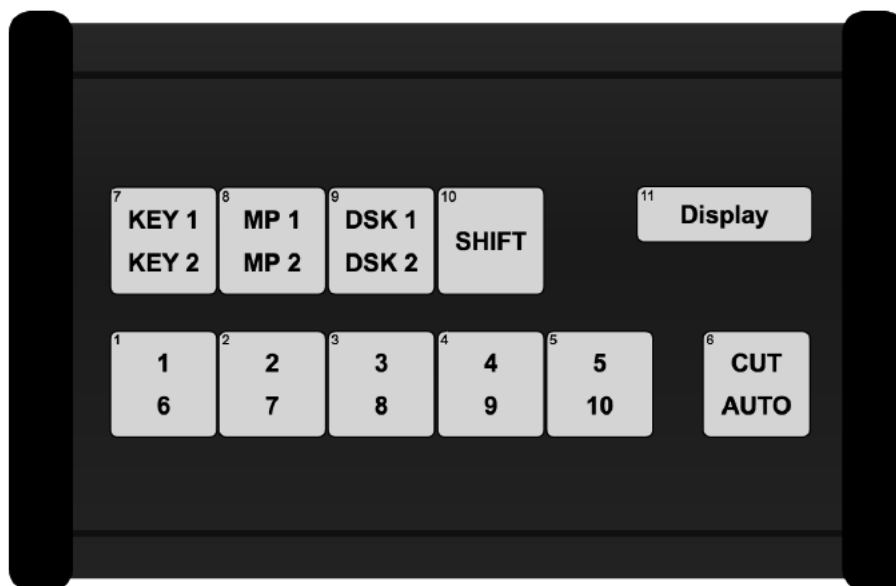 7 KEY 1
KEY 2
8 MP 1
MP 2
9 DSK 1
DSK 2
10 SHIFT
11 Display
1 1
6
2 2
7
3 3
8
4 4
9
5 5
10
6 CUT
AUTO